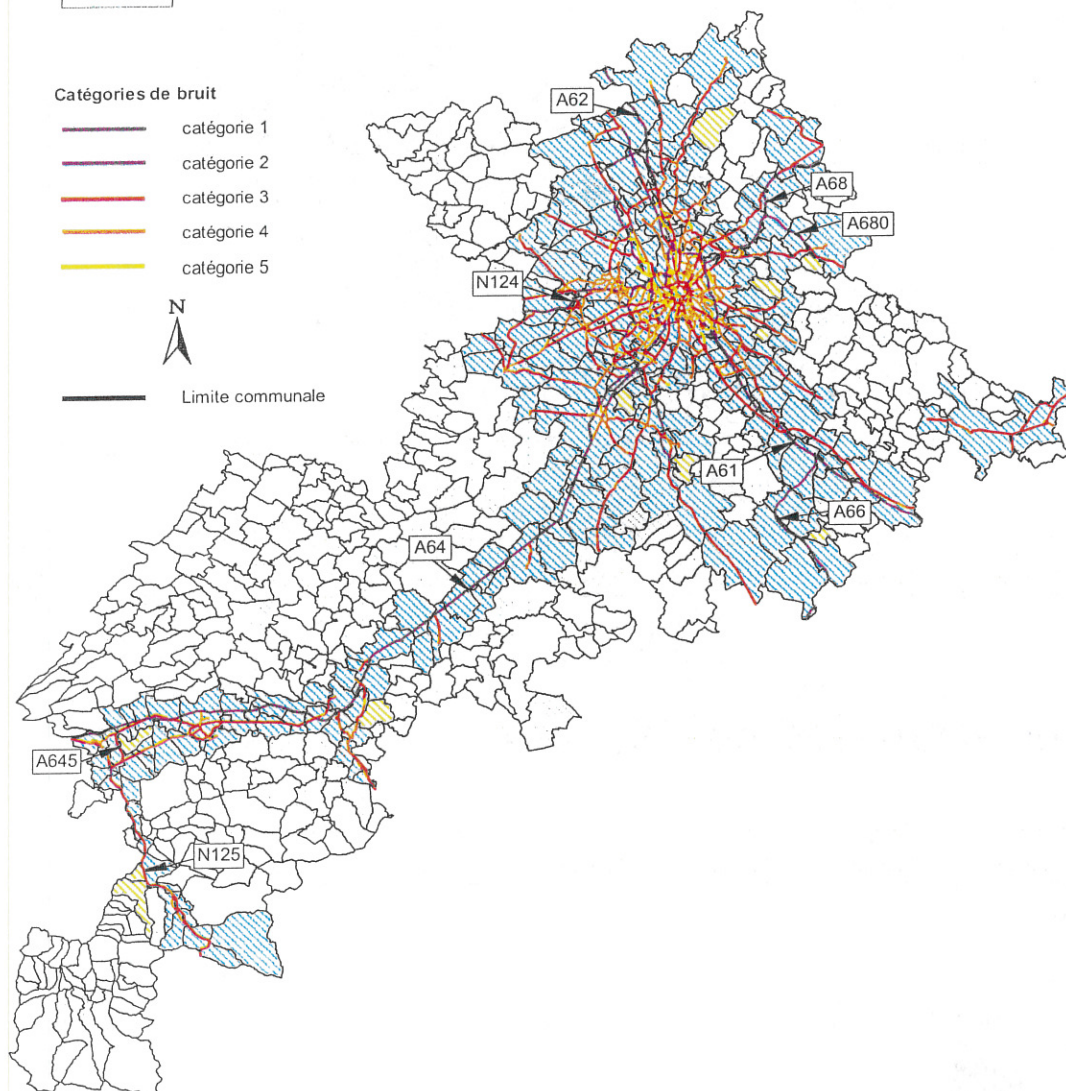 Catégories de bruit
catégorie 1
catégorie 2
catégorie 3
catégorie 4
catégorie 5
N
Limite communale
A62
A68
A680
N124
A61
A66
A64
A645
N125